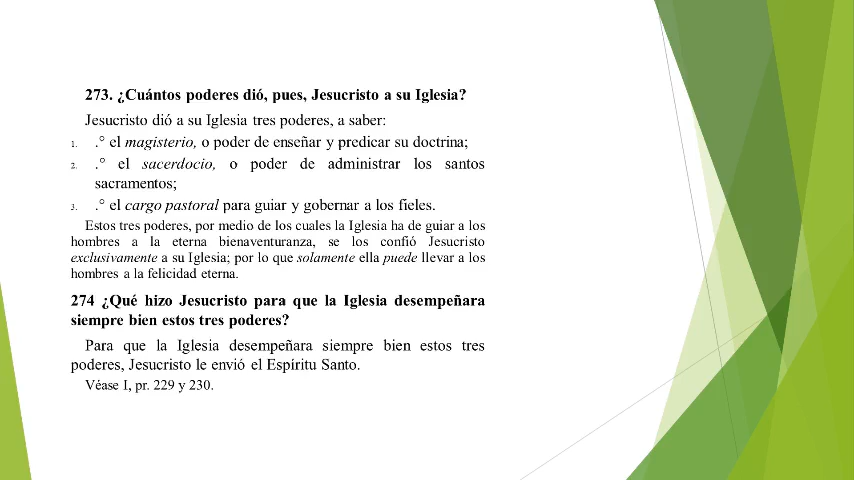 273. ¿Cuántos poderes dió, pues, Jesucristo a su Iglesia?
Jesucristo dió a su Iglesia tres poderes, a saber:
1. .° el magisterio, o poder de enseñar y predicar su doctrina;
2. .° el sacerdocio, o poder de administrar los santos
sacramentos;
3. .° el cargo pastoral para guiar y gobernar a los fieles.
Estos tres poderes, por medio de los cuales la Iglesia ha de guiar a los
hombres a la eterna bienaventuranza, se los confió Jesucristo
exclusivamente a su Iglesia; por lo que solamente ella puede llevar a los
hombres a la felicidad eterna.
274 ¿Qué hizo Jesucristo para que la Iglesia desempeñara
siempre bien estos tres poderes?
Para que la Iglesia desempeñara siempre bien estos tres
poderes, Jesucristo le envió el Espíritu Santo.
Véase I, pr. 229 y 230.